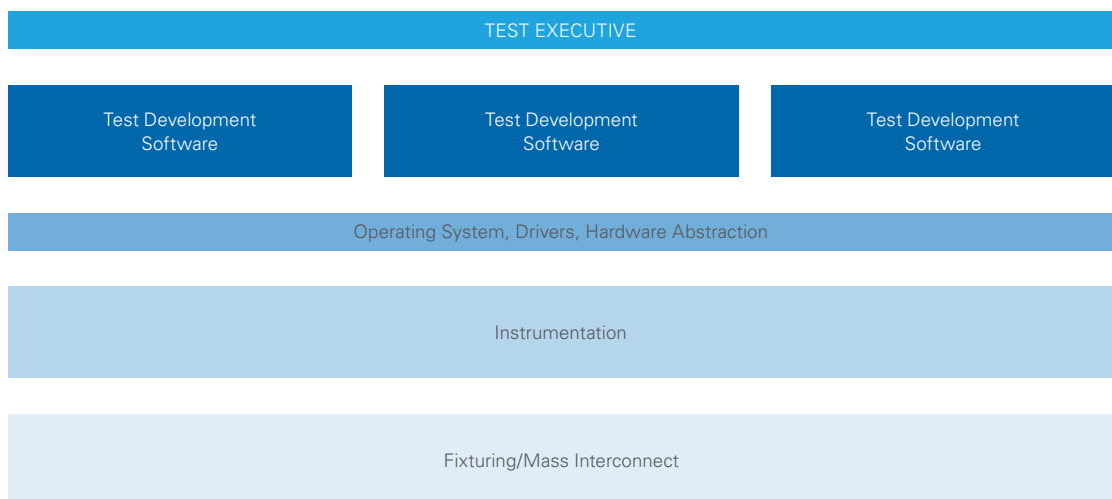 TEST EXECUTIVE
Test Development
Software
Test Development
Software
Test Development
Software
Operating System, Drivers, Hardware Abstraction
Instrumentation
Fixturing/Mass Interconnect